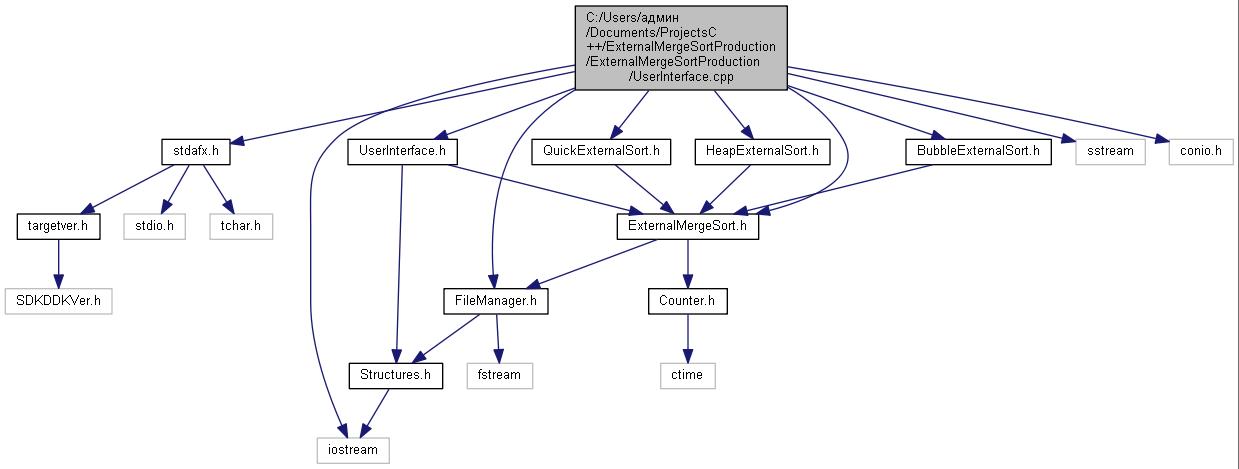 C:/Users/админ
/Documents/ProjectsC
++/ExternalMergeSortProduction
/ExternalMergeSortProduction
/UserInterface.cpp
stdafx.h
UserInterface.h
QuickExternalSort.h
HeapExternalSort.h
BubbleExternalSort.h
sstream
conio.h
targetver.h
stdio.h
tchar.h
ExternalMergeSort.h
SDKDDKVer.h
FileManager.h
Counter.h
Structures.h
fstream
ctime
iostream